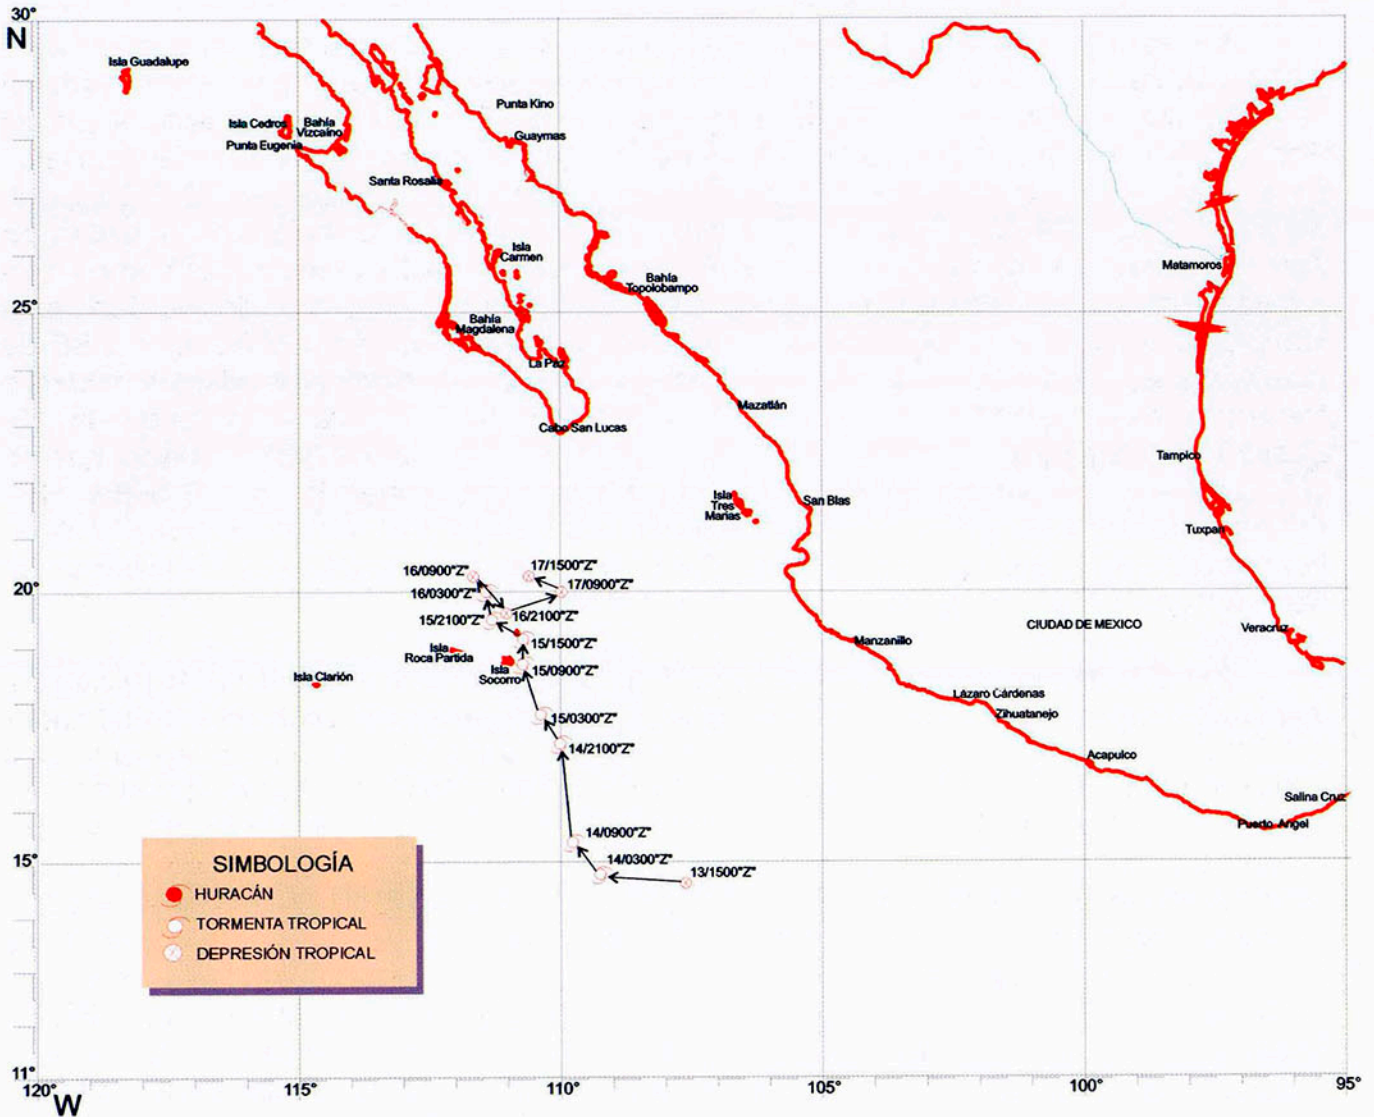 30°
N
Isla Guadalupe
Punta Kino
Isla Cedros
Bahía
Vizcaíno
Guaymas
Punta Eugenia
Santa Rosalia
Isla
Carmen
Matamoros
Bahía
Topolobampo
25°
Bahía
Magdalena
La Paz
Mazatlán
Cabo San Lucas
Tampico
Isla
Tres
Marias
San Blas
Tuxpan
16/0900"Z"
17/1500"Z"
17/0900"Z"
20°
16/0300"Z"
15/2100"Z"
16/2100"Z"
CIUDAD DE MEXICO
Veracruz
Manzanillo
15/1500"Z"
Isla
Roca Partida
Isla
Socorro
15/0900"Z"
Isla Clarión
Lázaro Cárdenas
Zihuatanejo
15/0300"Z"
14/2100"Z"
Acapulco
Salina Cruz
Puerto Angel
14/0900"Z"
15°
14/0300"Z"
13/1500"Z"
SIMBOLOGÍA
HURACÁN
TORMENTA TROPICAL
DEPRESIÓN TROPICAL
11°
120°
115°
110°
105°
100°
95°
W